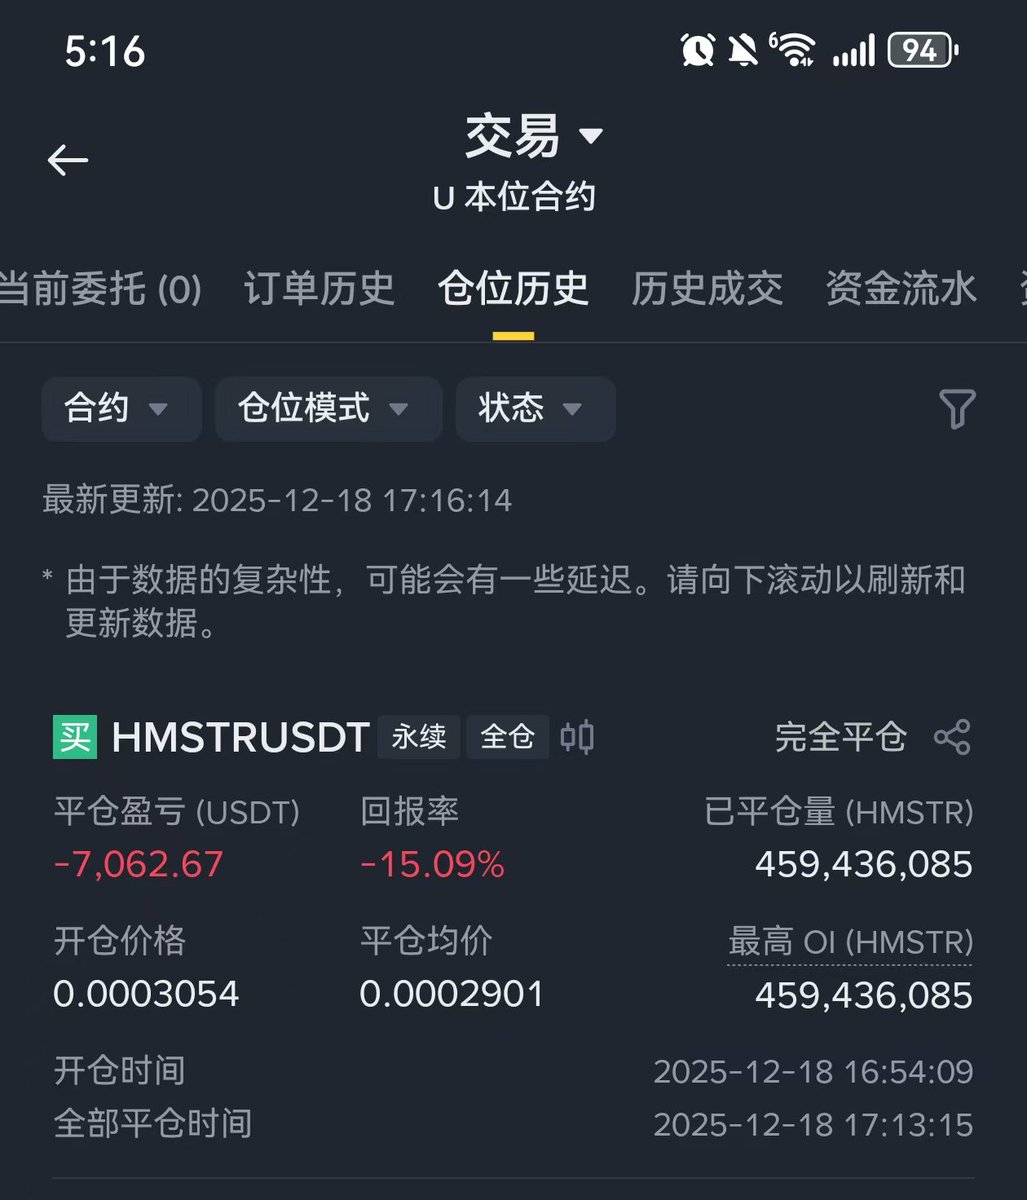 5:16
6
94
交易
U 本位合约
当前委托 (0) 订单历史 仓位历史 历史成交 资金流水
合约 仓位模式 状态
最新更新: 2025-12-18 17:16:14
* 由于数据的复杂性，可能会有一些延迟。请向下滚动以刷新和
更新数据。
买 HMSTRUSDT 永续 全仓 完全平仓
平仓盈亏 (USDT) 回报率 已平仓量 (HMSTR)
-7,062.67 -15.09% 459,436,085
开仓价格 平仓均价 最高 OI (HMSTR)
0.0003054 0.0002901 459,436,085
开仓时间 2025-12-18 16:54:09
全部平仓时间 2025-12-18 17:13:15